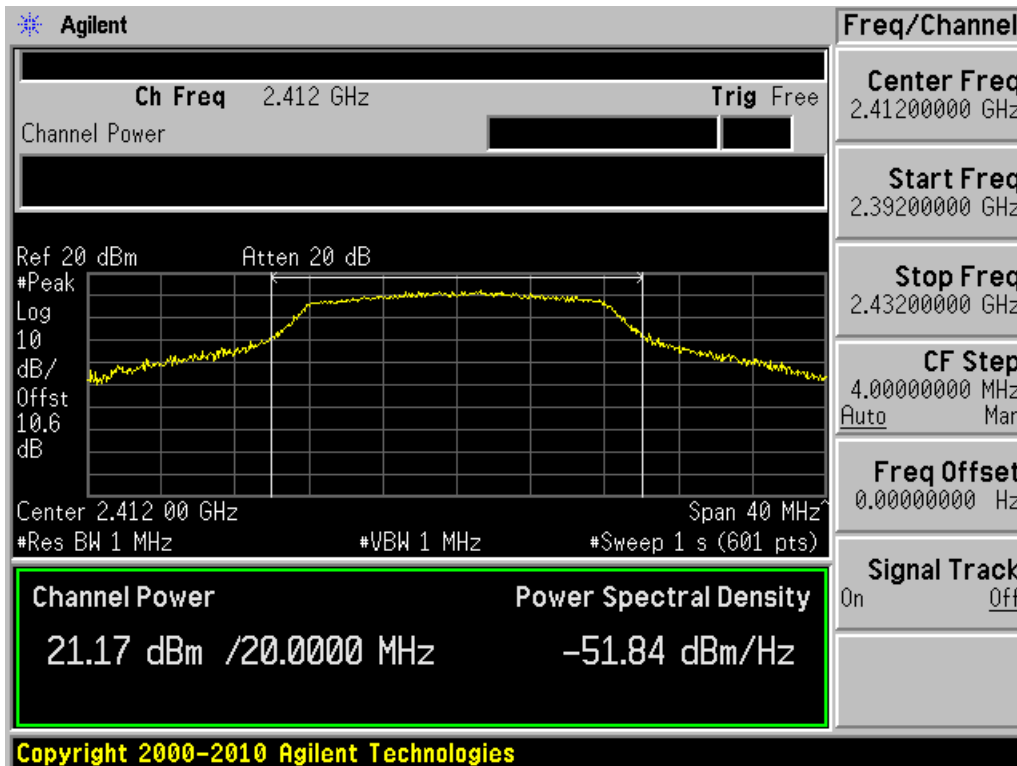 Agilent
Freq/Channel
Ch Freq 2.412 GHz Trig Free
Channel Power
Center Freq
2.41200000 GHz
Start Freq
2.39200000 GHz
Stop Freq
2.43200000 GHz
CF Step
4.00000000 MHz
Auto Man
Freq Offset
0.00000000 Hz
Signal Track
On Off
Ref 20 dBm Atten 20 dB
#Peak
Log
10
dB/
Offst
10.6
dB
Center 2.412 00 GHz Span 40 MHz^
#Res BW 1 MHz #VBW 1 MHz #Sweep 1 s (601 pts)
Channel Power Power Spectral Density
21.17 dBm /20.0000 MHz -51.84 dBm/Hz
Copyright 2000-2010 Agilent Technologies